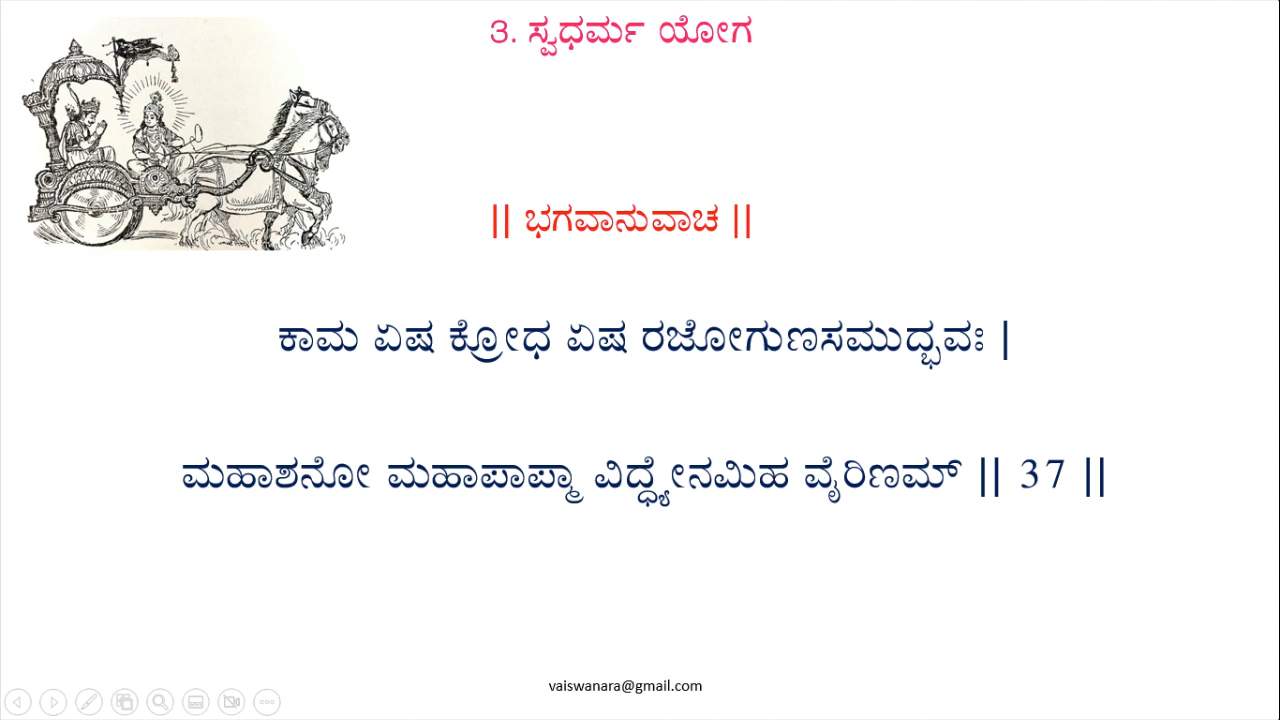 3. ಸ್ವಧರ್ಮ ಯೋಗ
|| ಭಗವಾನುವಾಚ ||
ಕಾಮ ಏಷ ಕ್ರೋಧ ಏಷ ರಜೋಗುಣಸಮುದ್ಭವಃ |
ಮಹಾಶನೋ ಮಹಾಪಾಪ್ಮಾ ವಿದ್ಧ್ಯೇನಮಿಹ ವೈರಿಣಮ್ || 37 ||
vaiswanara@gmail.com